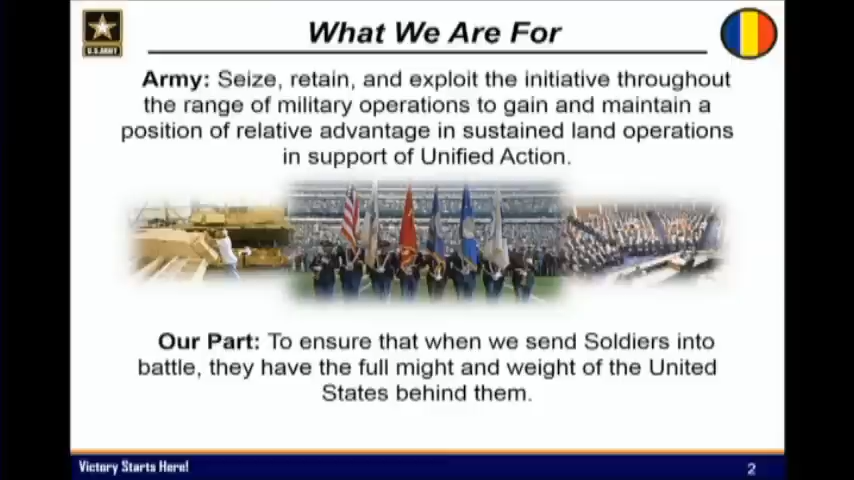 What We Are For
U.S.ARMY
Army: Seize, retain, and exploit the initiative throughout
the range of military operations to gain and maintain a
position of relative advantage in sustained land operations
in support of Unified Action.
Our Part: To ensure that when we send Soldiers into
battle, they have the full might and weight of the United
States behind them.
Victory Starts Here!
2